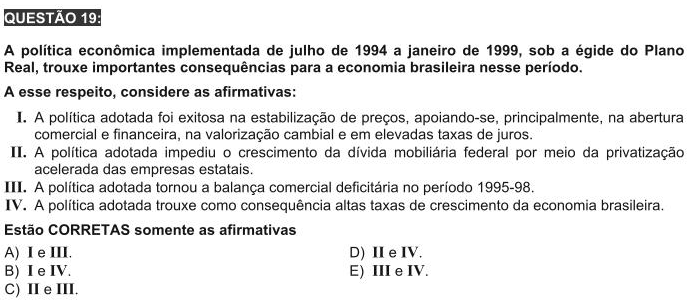 QUESTÃO 19:
A política econômica implementada de julho de 1994 a janeiro de 1999, sob a égide do Plano
Real, trouxe importantes consequências para a economia brasileira nesse período.
A esse respeito, considere as afirmativas:
I. A política adotada foi exitosa na estabilização de preços, apoiando-se, principalmente, na abertura
comercial e financeira, na valorização cambial e em elevadas taxas de juros.
II. A política adotada impediu o crescimento da dívida mobiliária federal por meio da privatização
acelerada das empresas estatais.
III. A política adotada tornou a balança comercial deficitária no período 1995-98.
IV. A política adotada trouxe como consequência altas taxas de crescimento da economia brasileira.
Estão CORRETAS somente as afirmativas
A) I e III.
B) I e IV.
C) II e III.
D) II e IV.
E) III e IV.